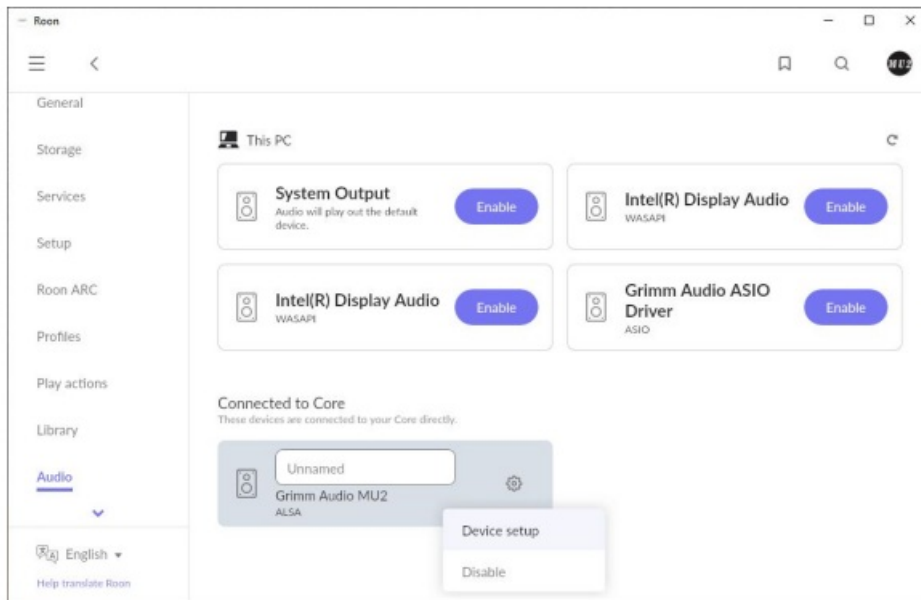 Roon
MU2
General
Storage
Services
Setup
Roon ARC
Profiles
Play actions
Library
Audio
English
Help translate Roon
This PC
System Output
Audio will play out the default
device.
Enable
Intel(R) Display Audio
WASAPI
Enable
Intel(R) Display Audio
WASAPI
Enable
Grimm Audio ASIO
Driver
ASIO
Enable
Connected to Core
These devices are connected to your Core directly.
Unnamed
Grimm Audio MU2
ALSA
Device setup
Disable